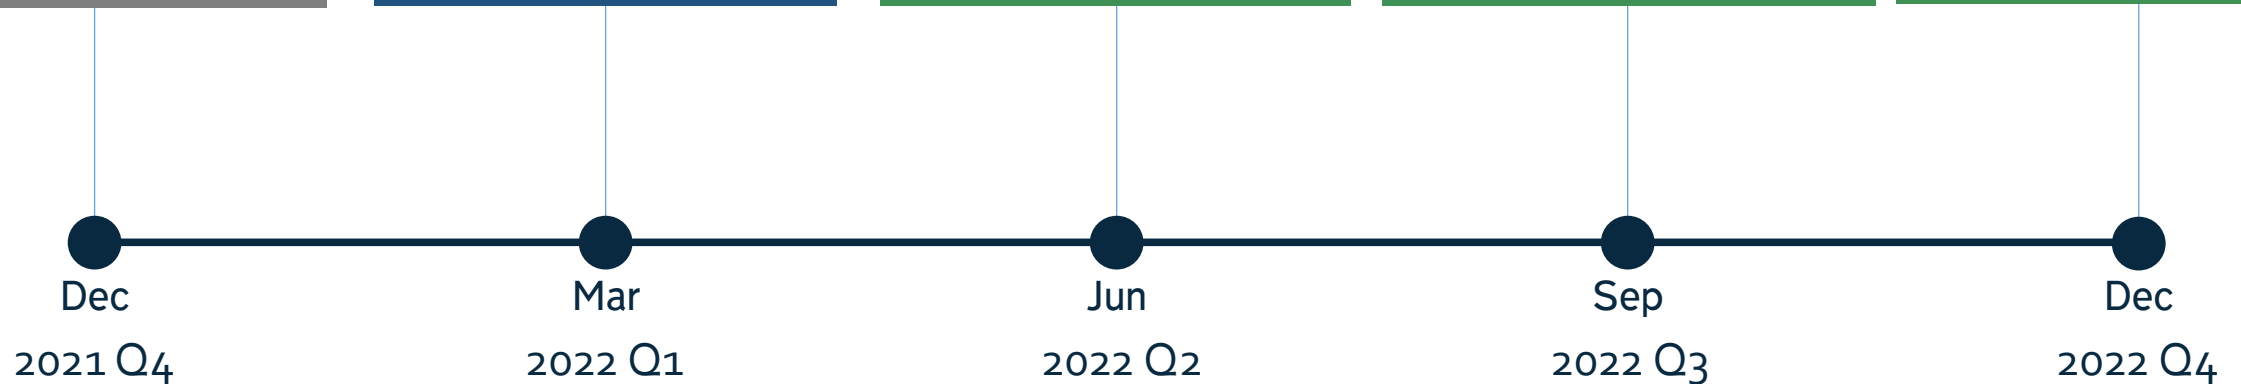 Dec Mar Jun Sep Dec
2021 Q4 2022 Q1 2022 Q2 2022 Q3 2022 Q4